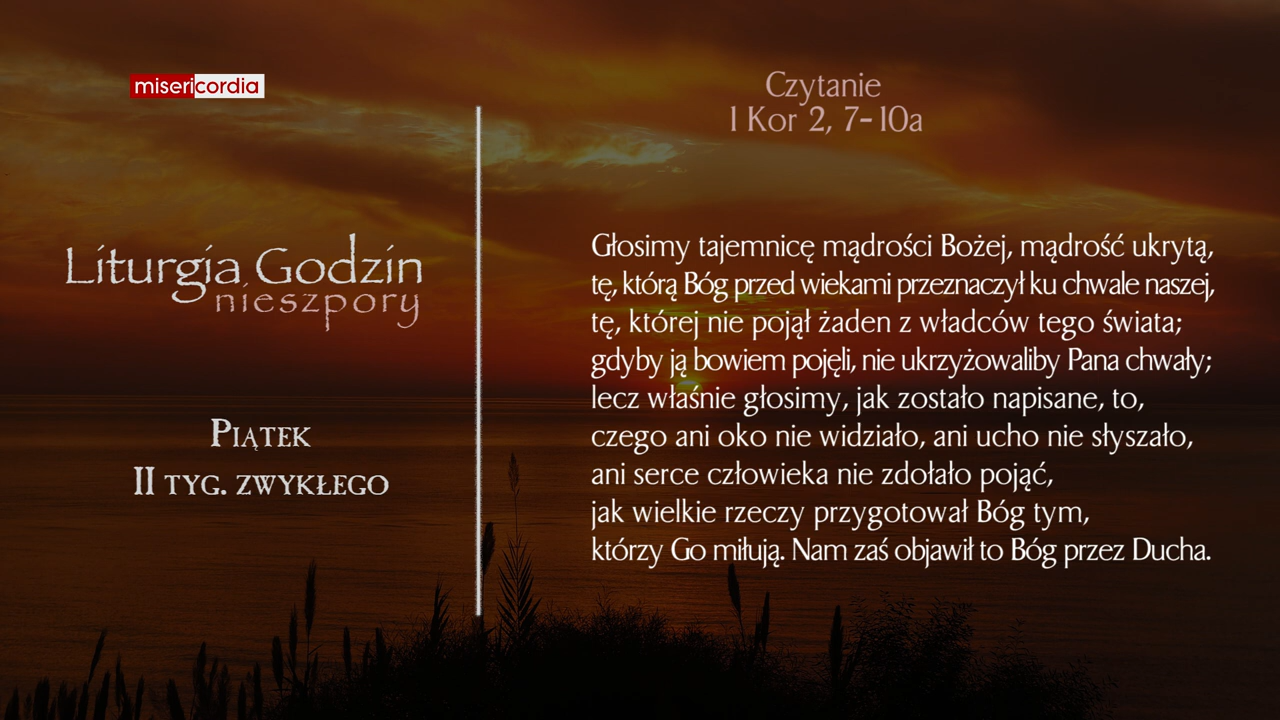 misericordia
Liturgia Godzin
nieszpory
Piątek
II tyg. zwykłego
Czytanie
1 Kor 2, 7-10a
Głosimy tajemnicę mądrości Bożej, mądrość ukrytą,
tę, którą Bóg przed wiekami przeznaczył ku chwale naszej,
tę, której nie pojął żaden z władców tego świata;
gdyby ją bowiem pojęli, nie ukrzyżowaliby Pana chwały;
lecz właśnie głosimy, jak zostało napisane, to,
czego ani oko nie widziało, ani ucho nie słyszało,
ani serce człowieka nie zdołało pojąć,
jak wielkie rzeczy przygotował Bóg tym,
którzy Go miłują. Nam zaś objawił to Bóg przez Ducha.